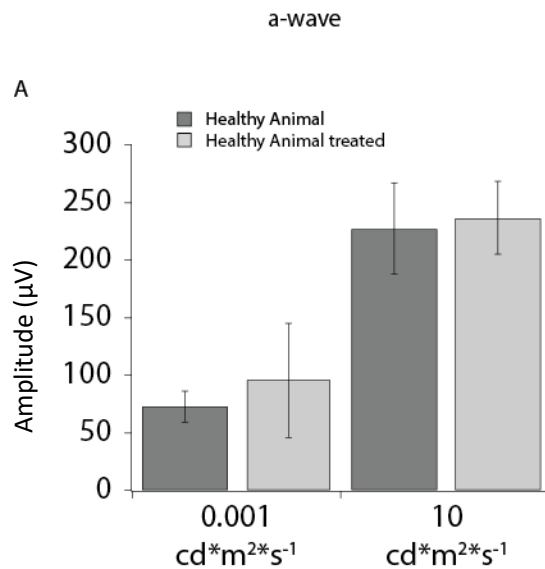 a-wave
A
Healthy Animal
Healthy Animal treated
300
250
200
150
100
50
0
Amplitude (µV)
0.001 10
cd*m²*s⁻¹ cd*m²*s⁻¹